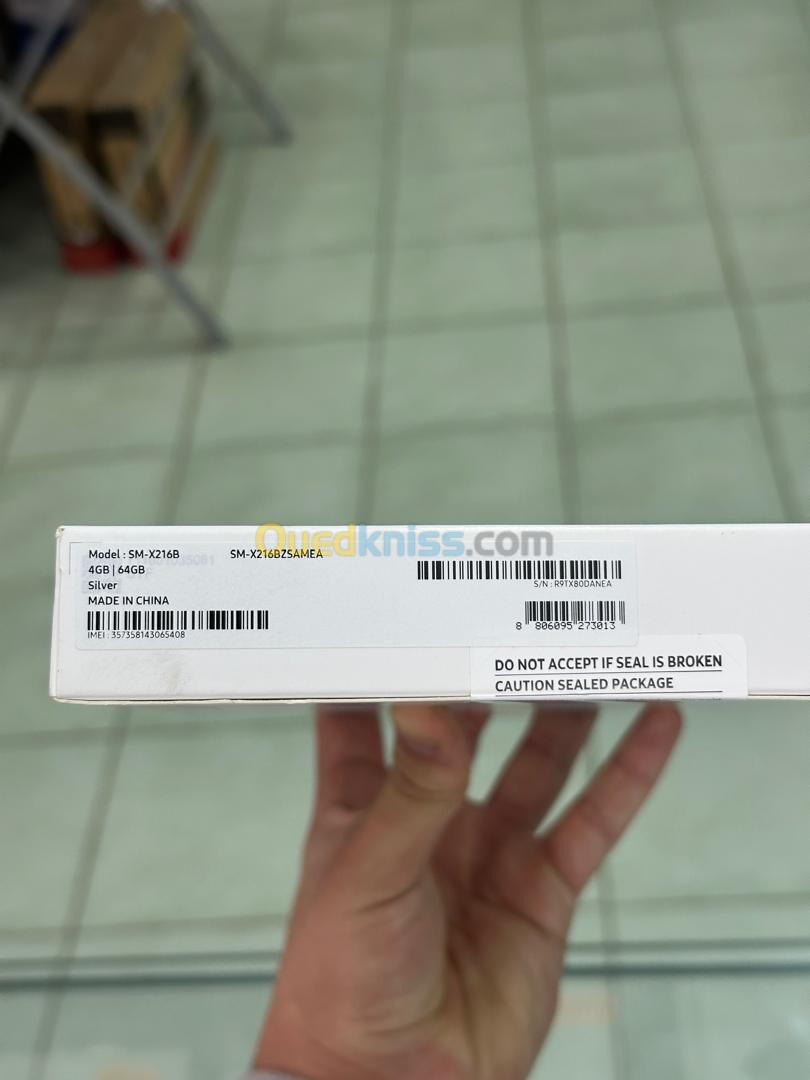 Ouedkniss.com
Model : SM-X216B SM-X216BZSAMEA
4GB | 64GB
Silver
MADE IN CHINA
IMEI : 357358143065408
S/N : R9TX80DANEA
8 806095 273013
DO NOT ACCEPT IF SEAL IS BROKEN
CAUTION SEALED PACKAGE